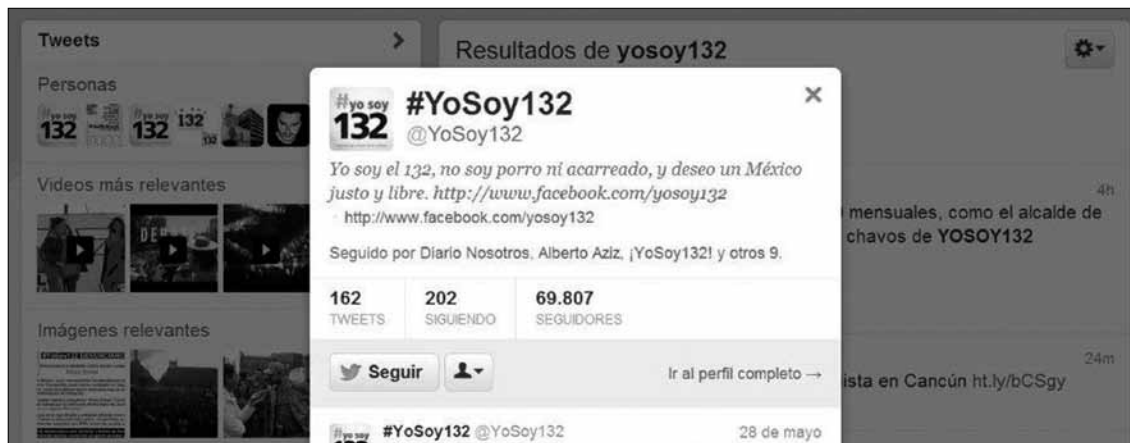 Tweets
Personas
Videos más relevantes
Imágenes relevantes
Resultados de yosoy132
4h
mensuales, como el alcalde de
chavos de YOSOY132
24m
ista en Cancún ht.ly/bCSgy
#yo soy
132
#YoSoy132
@YoSoy132
Yo soy el 132, no soy porro ni acarreado, y deseo un México
justo y libre. http://www.facebook.com/yosoy132
http://www.facebook.com/yosoy132
Seguido por Diario Nosotros, Alberto Aziz, ¡YoSoy132! y otros 9.
162 202 69.807
TWEETS SIGUIENDO SEGUIDORES
Seguir
Ir al perfil completo →
#YoSoy132 @YoSoy132 28 de mayo